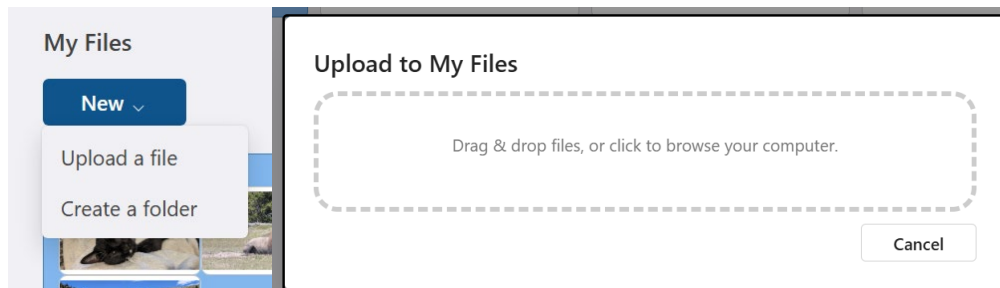 My Files
New
Upload a file
Create a folder
Upload to My Files
Drag & drop files, or click to browse your computer.
Cancel